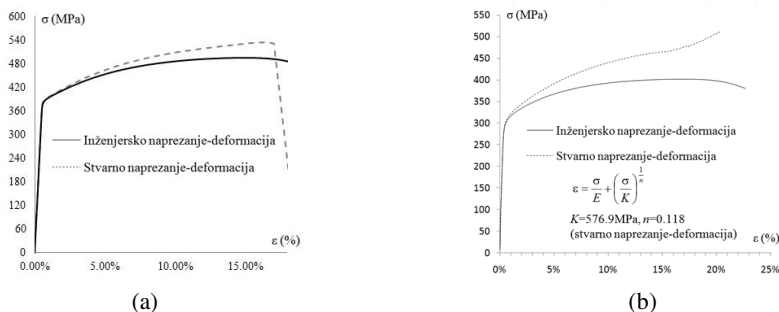 σ (MPa)
600
540
480
420
360
300
240
180
120
60
0
Inženjersko naprezanje-deformacija
Stvarno naprezanje-deformacija
ε (%)
0.00%
5.00%
10.00%
15.00%
(a)
σ (MPa)
550
500
450
400
350
300
250
200
150
100
50
0
Inženjersko naprezanje-deformacija
Stvarno naprezanje-deformacija
ε = σ/E + (σ/K)^(1/n)
K=576.9MPa, n=0.118
(stvarno naprezanje-deformacija)
ε (%)
0%
5%
10%
15%
20%
25%
(b)